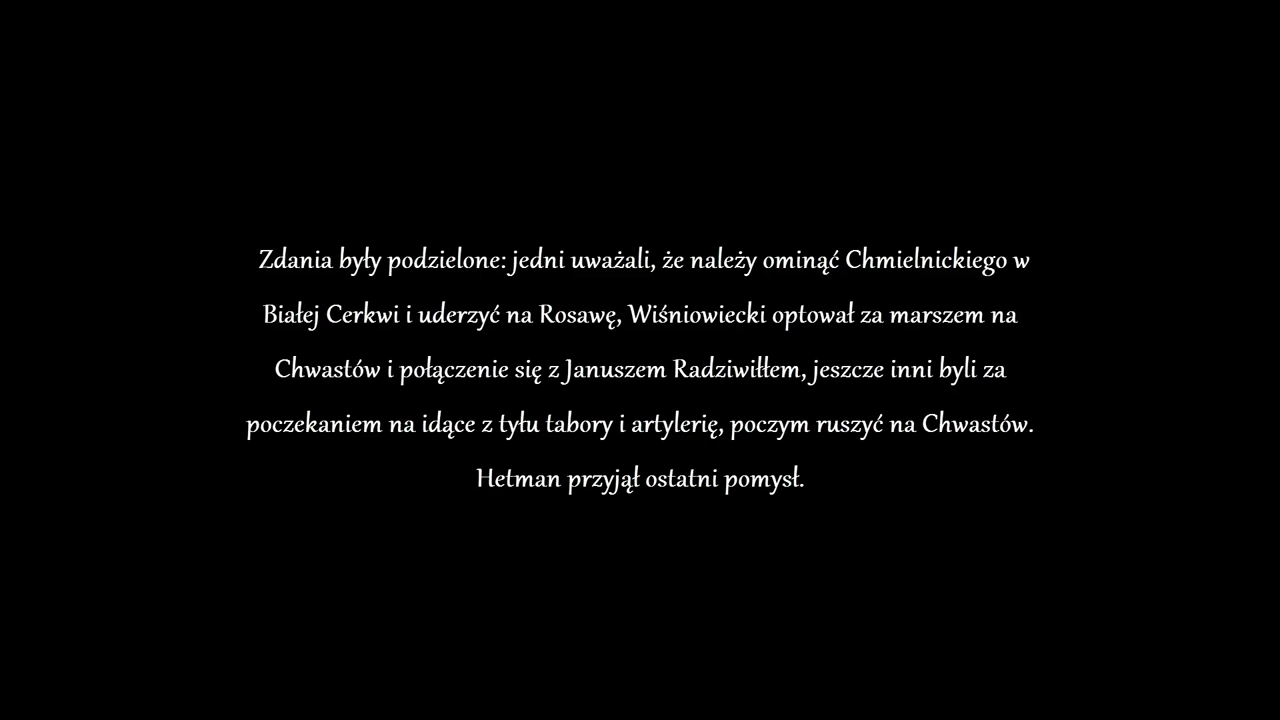 Zdania były podzielone: jedni uważali, że należy ominąć Chmielnickiego w
Białej Cerkwi i uderzyć na Rosawę, Wiśniowiecki optował za marszem na
Chwastów i połączenie się z Januszem Radziwiłłem, jeszcze inni byli za
poczekaniem na idące z tyłu tabory i artylerię, poczym ruszyć na Chwastów.
Hetman przyjął ostatni pomysł.